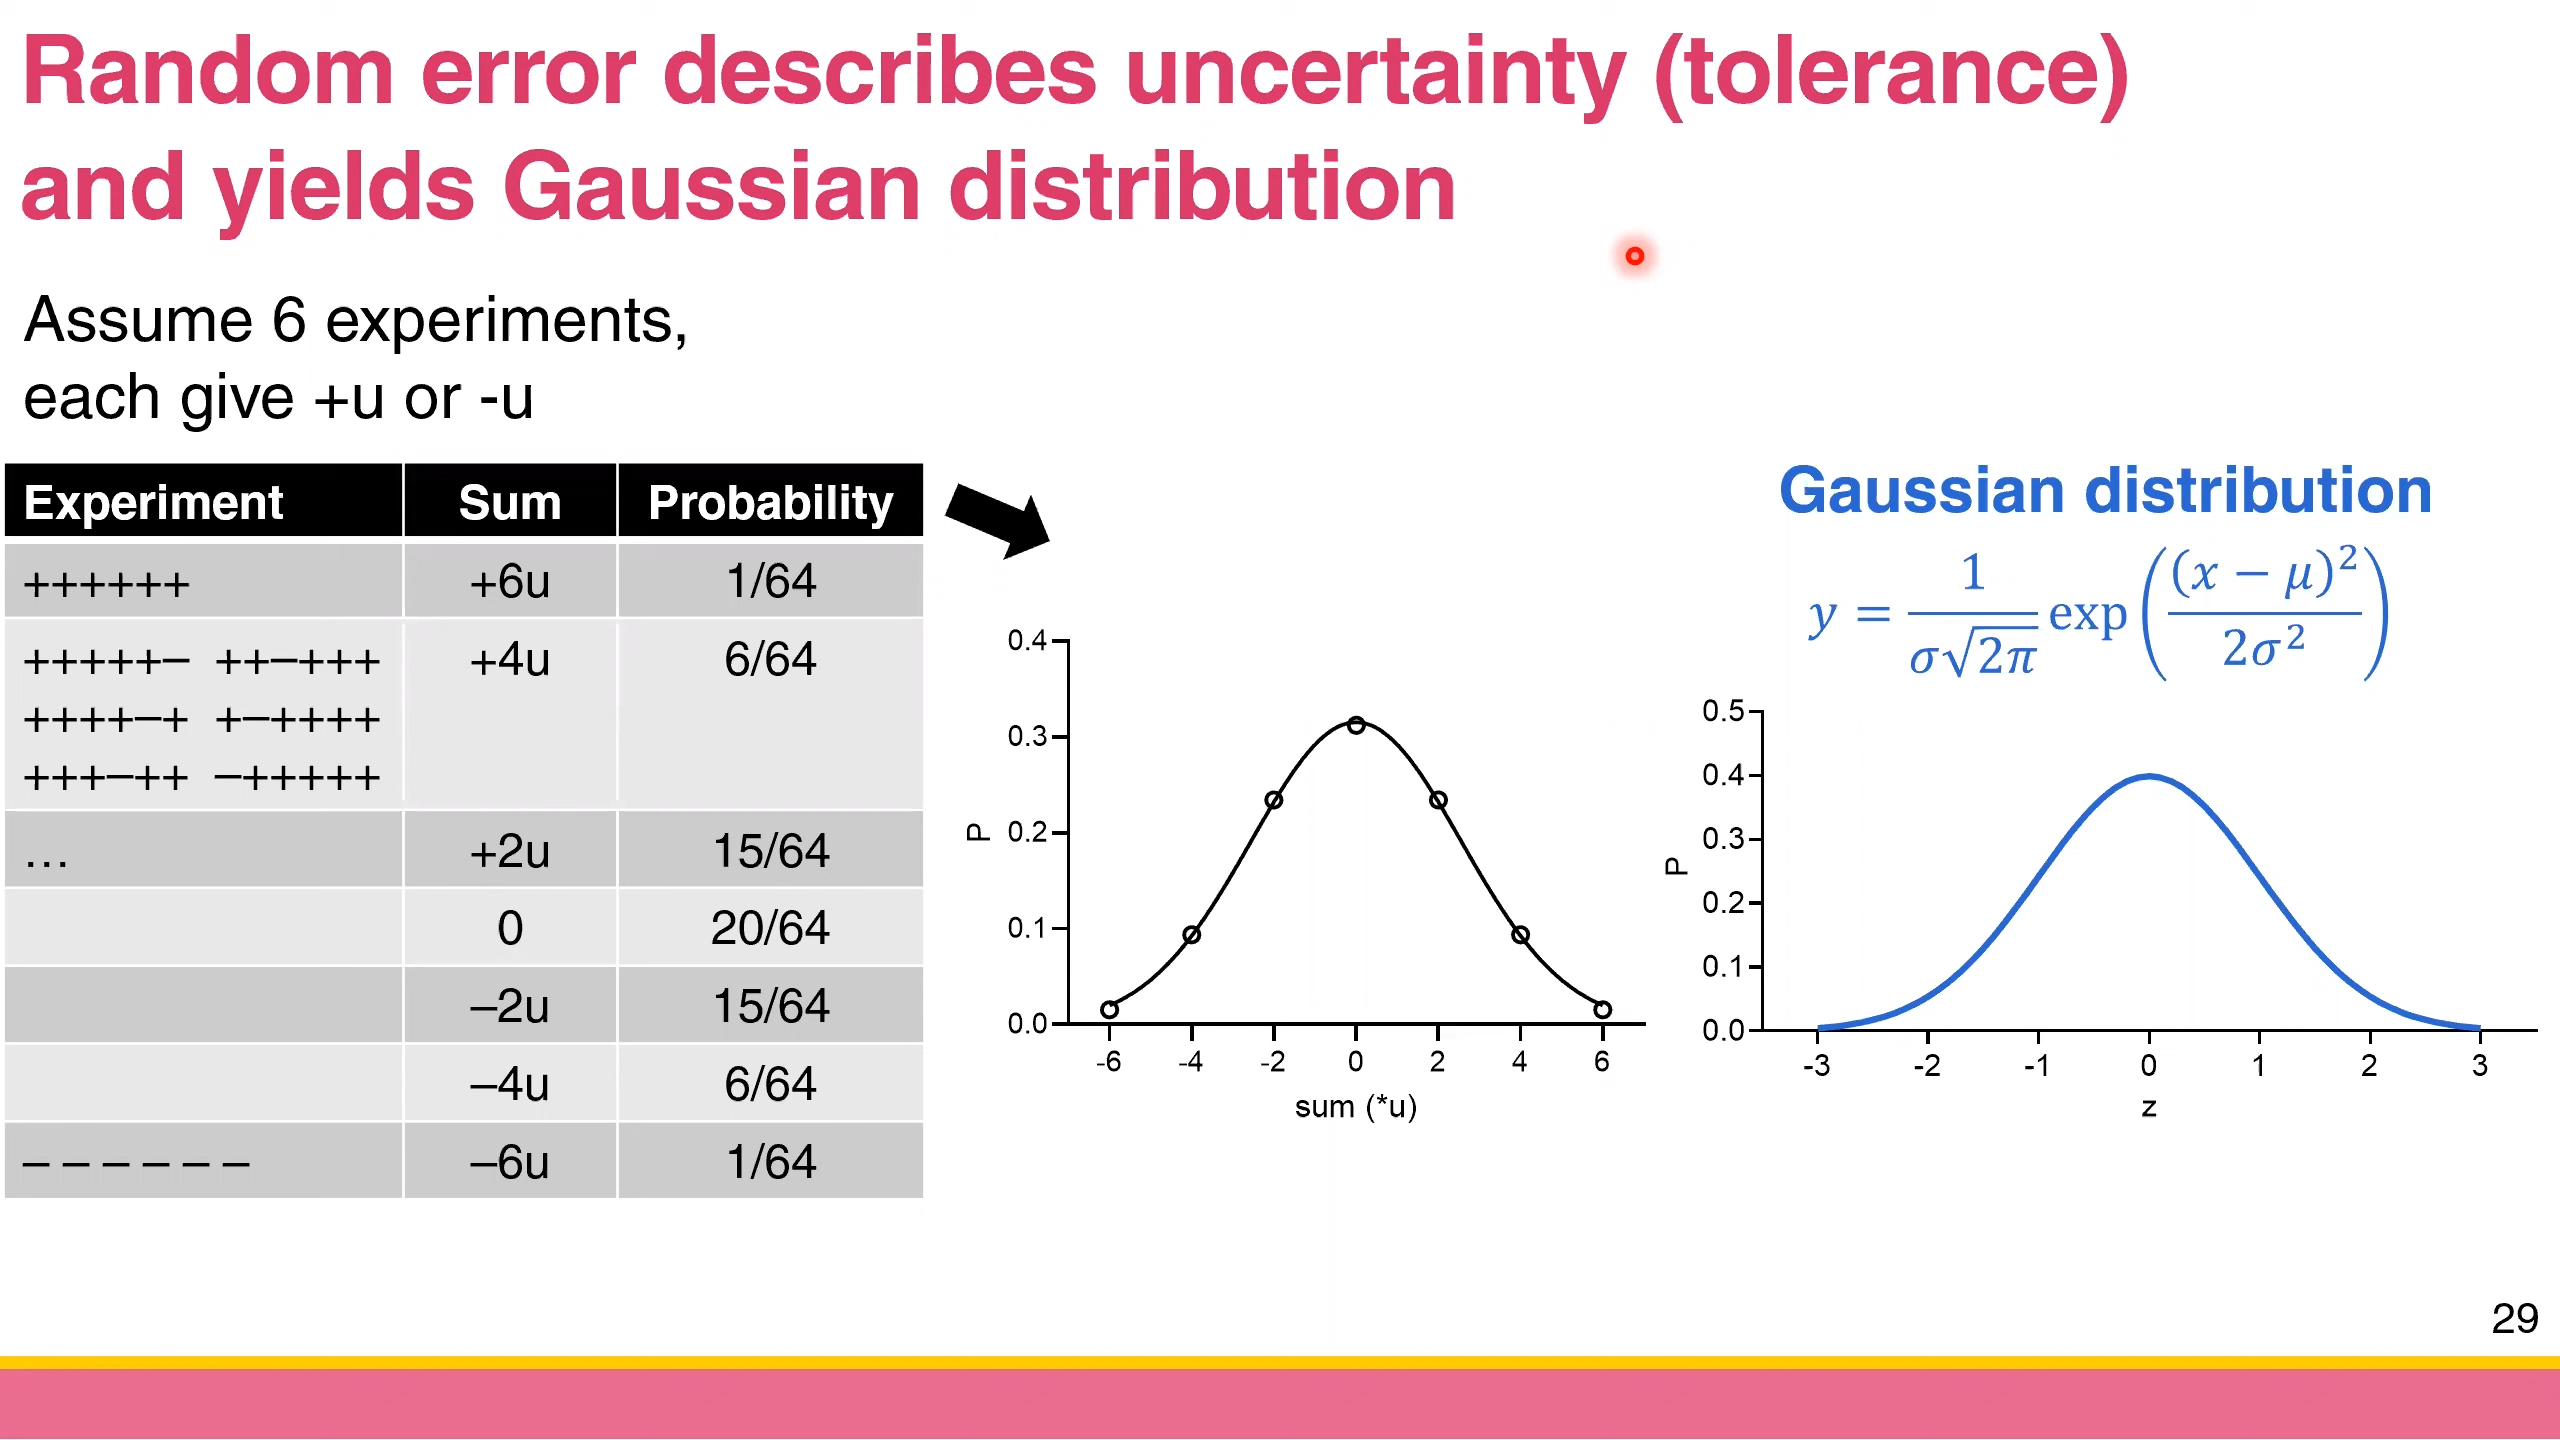 Random error describes uncertainty (tolerance)
and yields Gaussian distribution
Assume 6 experiments,
each give +u or -u
Experiment Sum Probability
++++++ +6u 1/64
+++++– ++–+++ +4u 6/64
++++–+ +–++++
+++–++ –+++++
… +2u 15/64
0 20/64
–2u 15/64
–4u 6/64
– – – – – – –6u 1/64
0.4
0.3
0.2
0.1
0.0
P
-6 -4 -2 0 2 4 6
sum (*u)
Gaussian distribution
y = 1/(σ√2π) exp((x − μ)²/2σ²)
0.5
0.4
0.3
0.2
0.1
0.0
P
-3 -2 -1 0 1 2 3
z
29